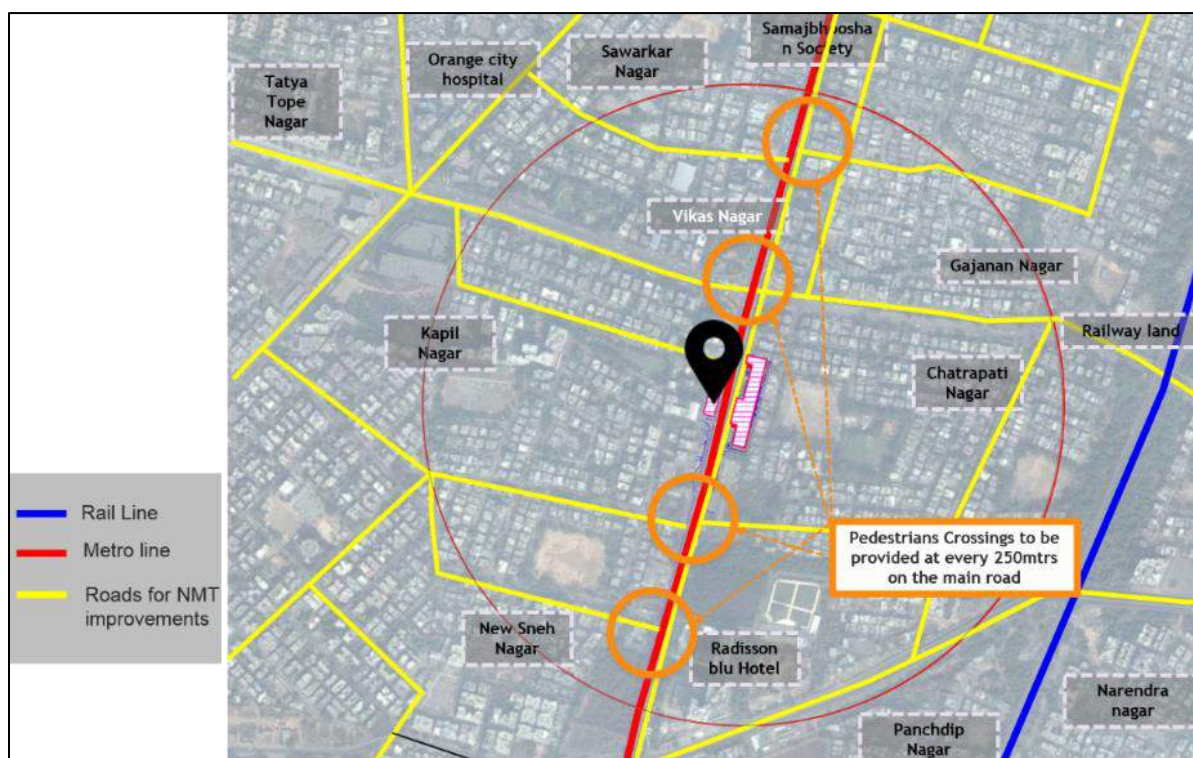 Samajbhoosha
n Society
Sawarkar
Nagar
Orange city
hospital
Tatya
Tope
Nagar
Vikas Nagar
Gajanan Nagar
Railway land
Kapil
Nagar
Chatrapati
Nagar
Pedestrians Crossings to be
provided at every 250mtrs
on the main road
New Sneh
Nagar
Radisson
blu Hotel
Narendra
nagar
Panchdip
Nagar
Rail Line
Metro line
Roads for NMT
improvements